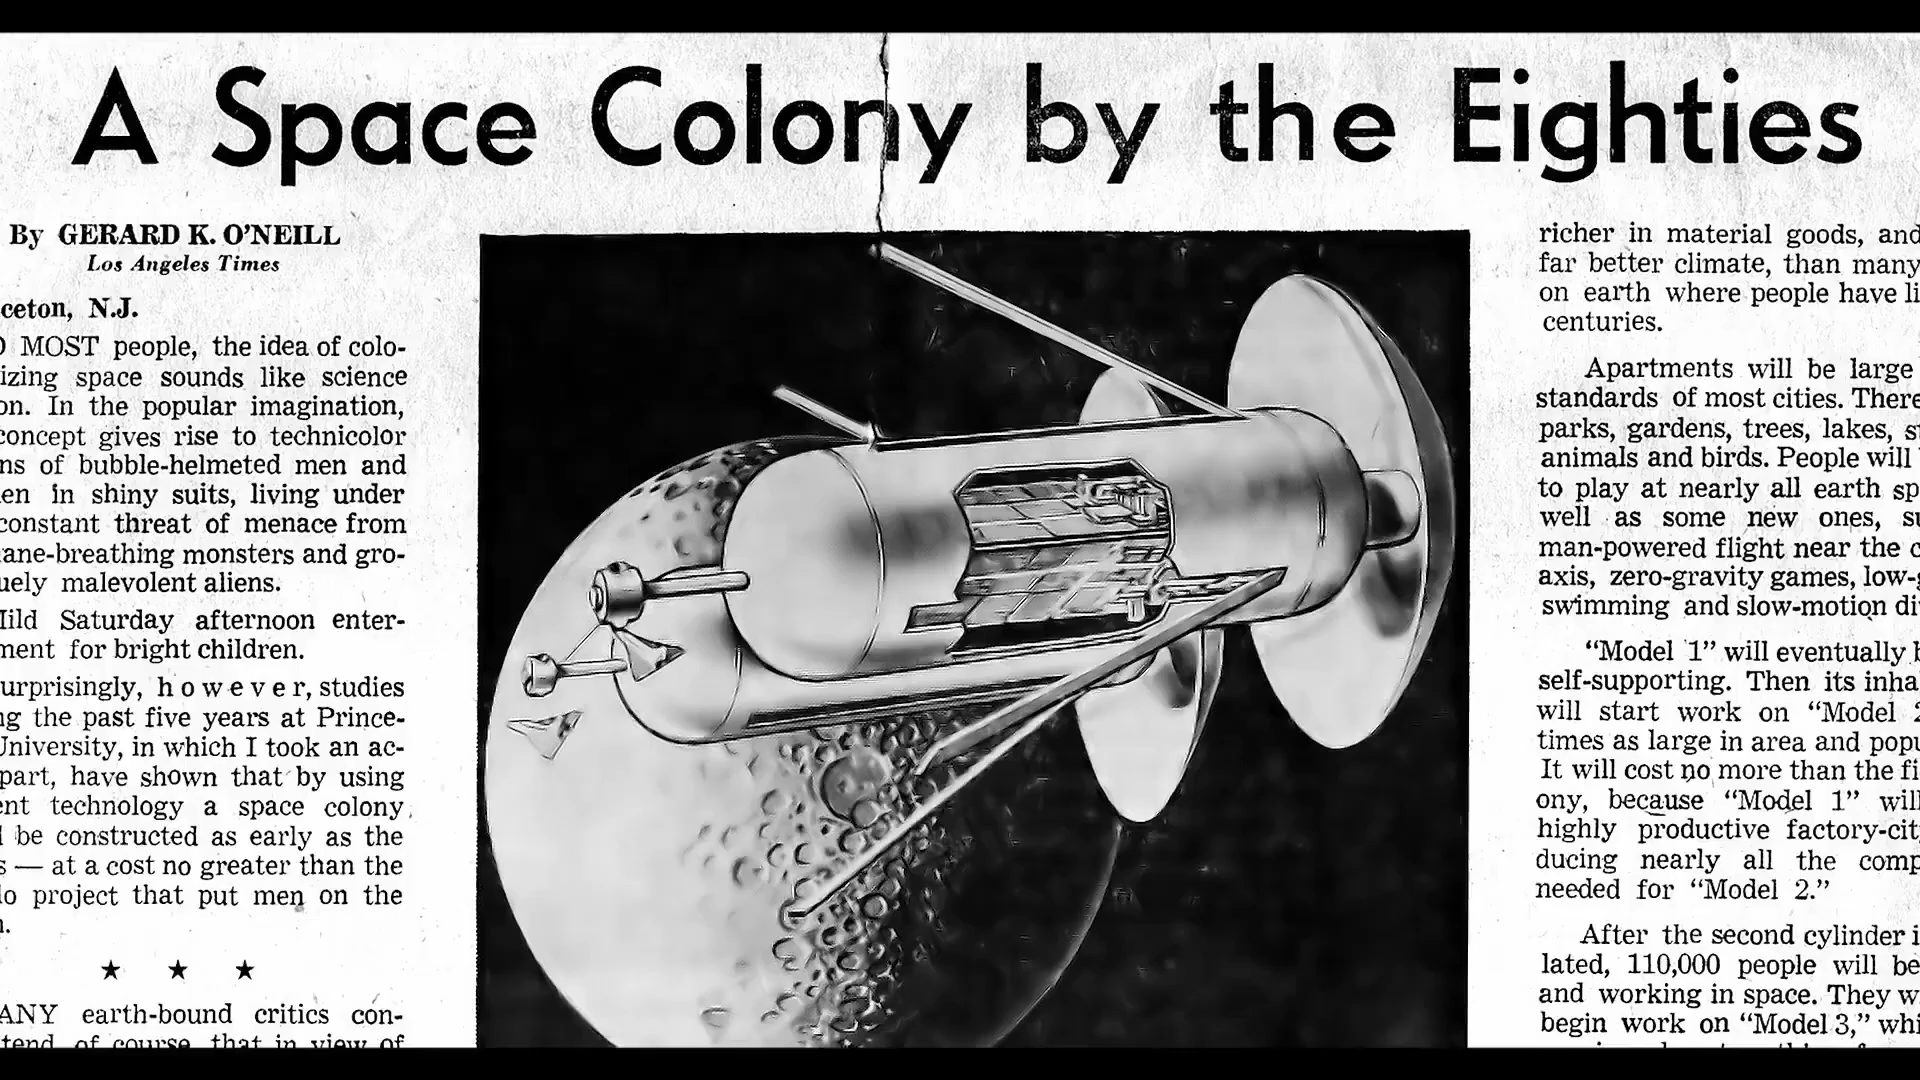 A Space Colony by the Eighties
By GERARD K. O'NEILL
Los Angeles Times
ceton, N.J.
O MOST people, the idea of colo-
izing space sounds like science
on. In the popular imagination,
concept gives rise to technicolor
ns of bubble-helmeted men and
en in shiny suits, living under
constant threat of menace from
ane-breathing monsters and gro-
uely malevolent aliens.
ild Saturday afternoon enter-
ment for bright children.
urprisingly, however, studies
ng the past five years at Prince-
University, in which I took an ac-
part, have shown that by using
ent technology a space colony
be constructed as early as the
s — at a cost no greater than the
lo project that put men on the
★ ★ ★
ANY earth-bound critics con-
tend, of course, that in view of
richer in material goods, and
far better climate, than many
on earth where people have li
centuries.
Apartments will be large
standards of most cities. There
parks, gardens, trees, lakes, s
animals and birds. People will
to play at nearly all earth sp
well as some new ones, su
man-powered flight near the c
axis, zero-gravity games, low-g
swimming and slow-motion di
"Model 1" will eventually b
self-supporting. Then its inha
will start work on "Model 2
times as large in area and popu
It will cost no more than the fi
ony, because "Model 1" will
highly productive factory-cit
ducing nearly all the comp
needed for "Model 2."
After the second cylinder i
lated, 110,000 people will be
and working in space. They w
begin work on "Model 3," whi